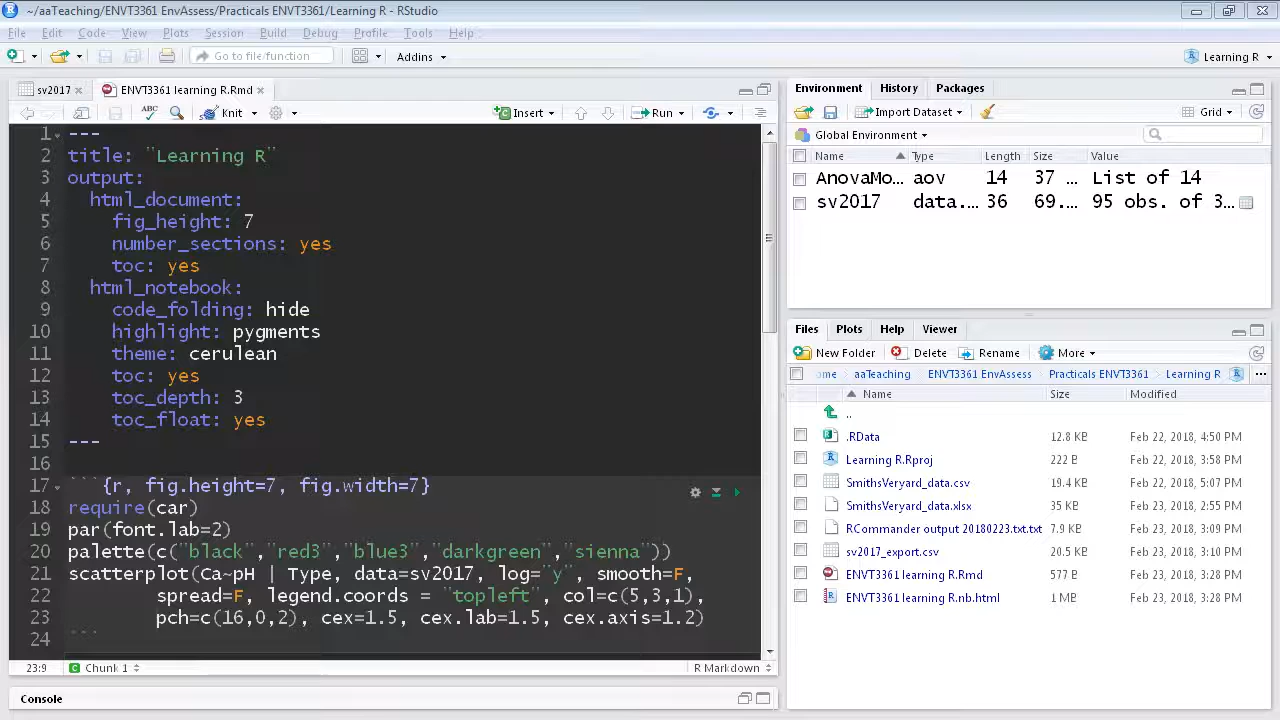 ~/aaTeaching/ENVT3361 EnvAssess/Practicals ENVT3361/Learning R - RStudio
File Edit Code View Plots Session Build Debug Profile Tools Help
Go to file/function Addins Learning R
sv2017 ENVT3361 learning R.Rmd
ABC Knit Insert Run
1 ---
2 title: "Learning R"
3 output:
4 html_document:
5 fig_height: 7
6 number_sections: yes
7 toc: yes
8 html_notebook:
9 code_folding: hide
10 highlight: pygments
11 theme: cerulean
12 toc: yes
13 toc_depth: 3
14 toc_float: yes
15 ---
16
17 ```{r, fig.height=7, fig.width=7}
18 require(car)
19 par(font.lab=2)
20 palette(c("black","red3","blue3","darkgreen","sienna"))
21 scatterplot(Ca~pH | Type, data=sv2017, log="y", smooth=F,
22 spread=F, legend.coords = "topleft", col=c(5,3,1),
23 pch=c(16,0,2), cex=1.5, cex.lab=1.5, cex.axis=1.2)
24 ```
23:9 Chunk 1 R Markdown
Console
Environment History Packages
Import Dataset Grid
Global Environment
Name Type Length Size Value
AnovaMo... aov 14 37 ... List of 14
sv2017 data.... 36 69.... 95 obs. of 3...
Files Plots Help Viewer
New Folder Delete Rename More
ome aaTeaching ENVT3361 EnvAssess Practicals ENVT3361 Learning R ...
Name Size Modified
..
.RData 12.8 KB Feb 22, 2018, 4:50 PM
Learning R.Rproj 222 B Feb 22, 2018, 3:58 PM
SmithsVeryard_data.csv 19.4 KB Feb 22, 2018, 5:07 PM
SmithsVeryard_data.xlsx 35 KB Feb 23, 2018, 2:55 PM
RCommander output 20180223.txt.txt 7.9 KB Feb 23, 2018, 3:09 PM
sv2017_export.csv 20.5 KB Feb 23, 2018, 3:10 PM
ENVT3361 learning R.Rmd 577 B Feb 23, 2018, 3:28 PM
ENVT3361 learning R.nb.html 1 MB Feb 23, 2018, 3:28 PM